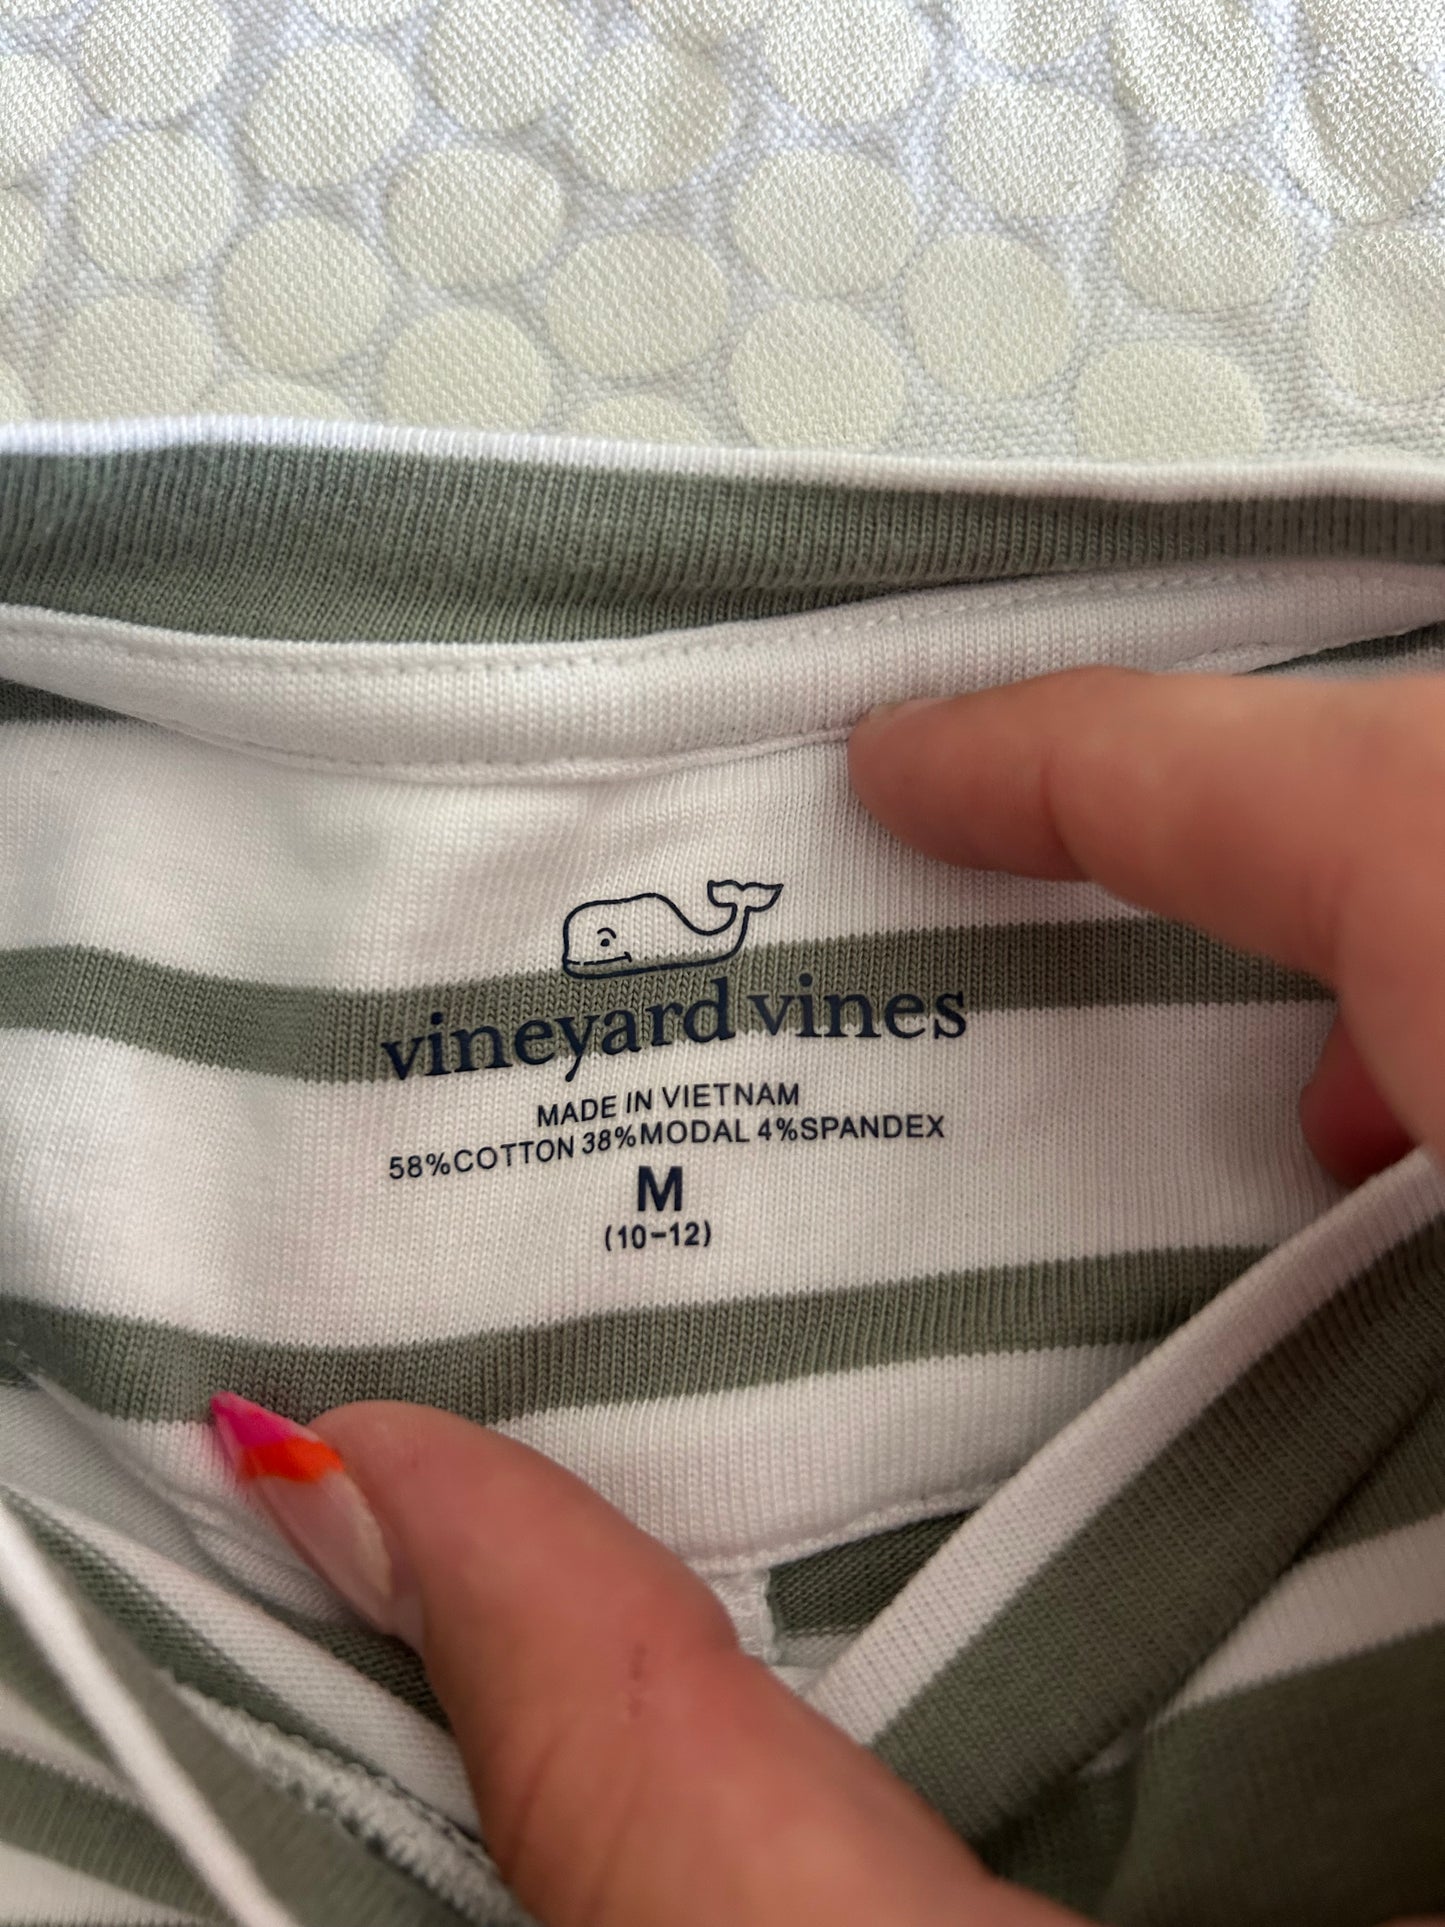 vineyard vines
MADE IN VIETNAM
58%COTTON 38%MODAL 4%SPANDEX
M
(10-12)